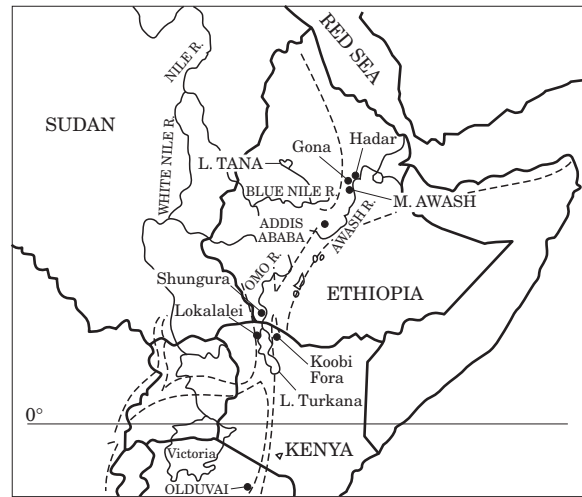 RED SEA
NILE R.
SUDAN
WHITE NILE R.
Gona
Hadar
L. TANA
BLUE NILE R.
M. AWASH
ADDIS
ABABA
AWASH R.
OMO R.
Shungura
ETHIOPIA
Lokalalei
Koobi
Fora
L. Turkana
0°
KENYA
Victoria
OLDUVAI